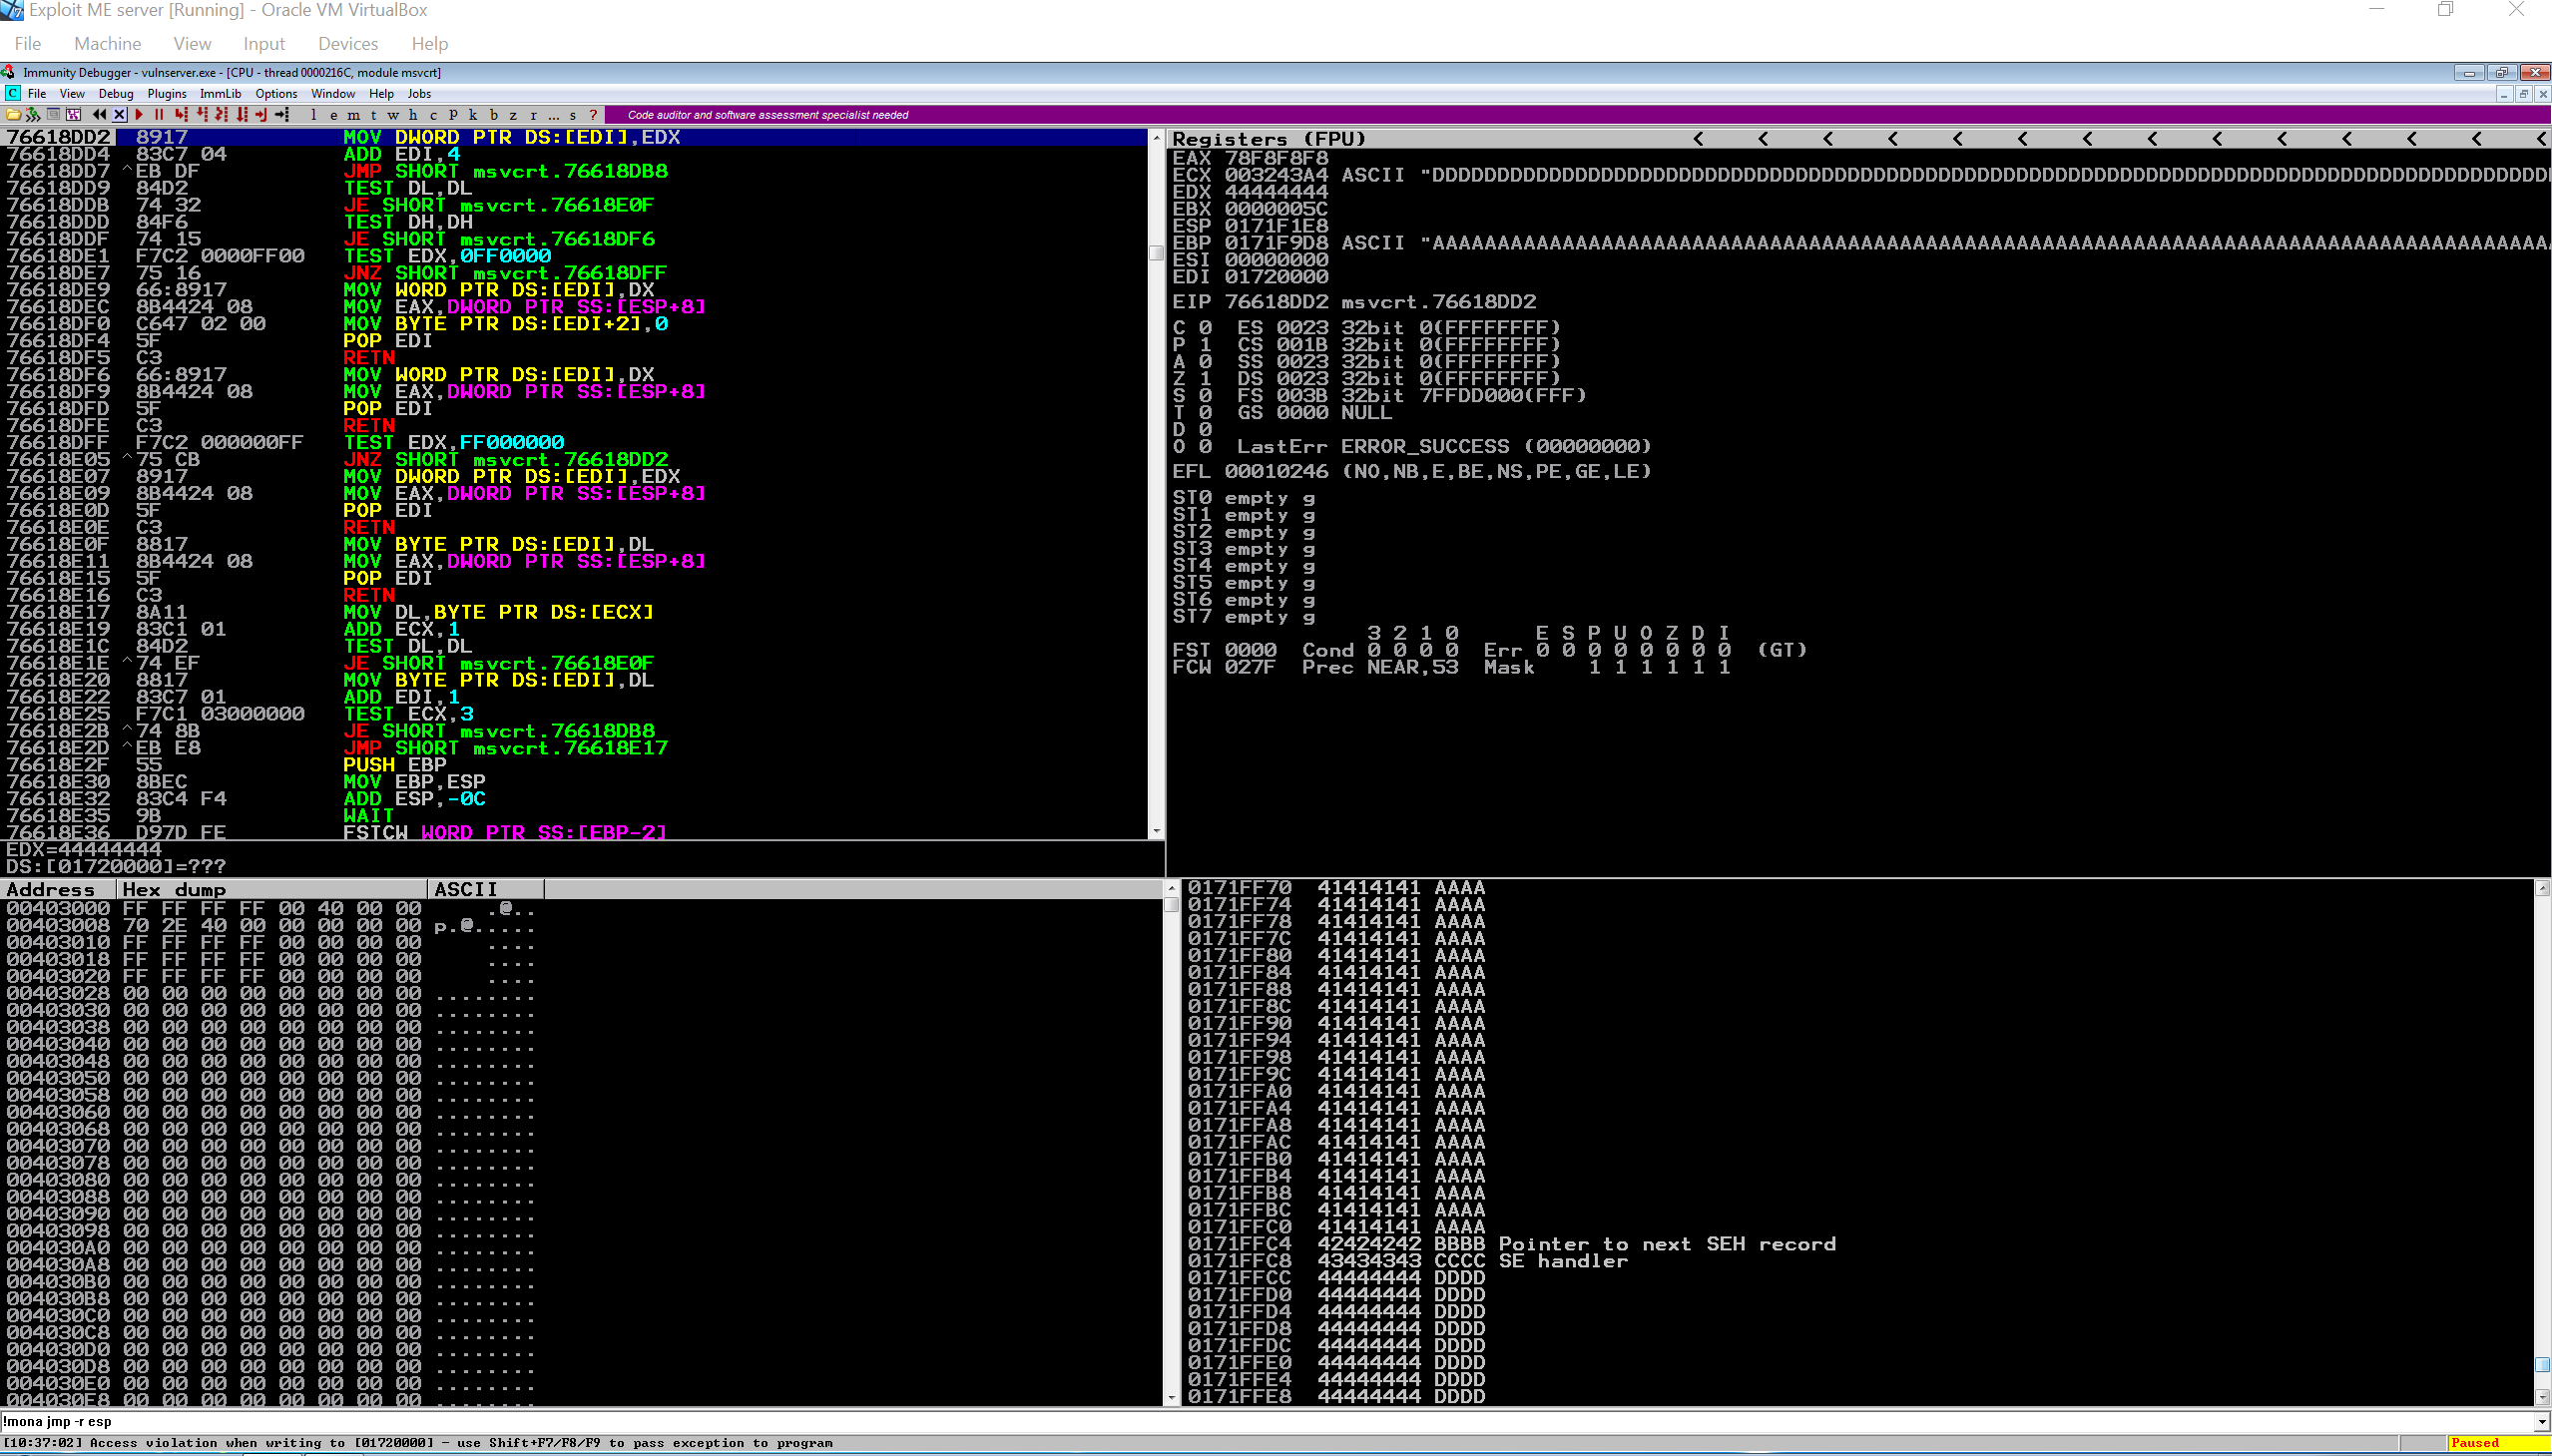 Exploit ME server [Running] - Oracle VM VirtualBox
File Machine View Input Devices Help
Immunity Debugger - vulnserver.exe - [CPU - thread 0000216C, module msvcrt]
C File View Debug Plugins ImmLib Options Window Help Jobs
l e m t w h c p k b z r ... s ? Code auditor and software assessment specialist needed
76618DD2 8917 MOV DWORD PTR DS:[EDI],EDX
76618DD4 83C7 04 ADD EDI,4
76618DD7 ^EB DF JMP SHORT msvcrt.76618DB8
76618DD9 84D2 TEST DL,DL
76618DDB 74 32 JE SHORT msvcrt.76618E0F
76618DDD 84F6 TEST DH,DH
76618DDF 74 15 JE SHORT msvcrt.76618DF6
76618DE1 F7C2 0000FF00 TEST EDX,0FF0000
76618DE7 75 16 JNZ SHORT msvcrt.76618DFF
76618DE9 66:8917 MOV WORD PTR DS:[EDI],DX
76618DEC 8B4424 08 MOV EAX,DWORD PTR SS:[ESP+8]
76618DF0 C647 02 00 MOV BYTE PTR DS:[EDI+2],0
76618DF4 5F POP EDI
76618DF5 C3 RETN
76618DF6 66:8917 MOV WORD PTR DS:[EDI],DX
76618DF9 8B4424 08 MOV EAX,DWORD PTR SS:[ESP+8]
76618DFD 5F POP EDI
76618DFE C3 RETN
76618DFF F7C2 000000FF TEST EDX,FF000000
76618E05 ^75 CB JNZ SHORT msvcrt.76618DD2
76618E07 8917 MOV DWORD PTR DS:[EDI],EDX
76618E09 8B4424 08 MOV EAX,DWORD PTR SS:[ESP+8]
76618E0D 5F POP EDI
76618E0E C3 RETN
76618E0F 8817 MOV BYTE PTR DS:[EDI],DL
76618E11 8B4424 08 MOV EAX,DWORD PTR SS:[ESP+8]
76618E15 5F POP EDI
76618E16 C3 RETN
76618E17 8A11 MOV DL,BYTE PTR DS:[ECX]
76618E19 83C1 01 ADD ECX,1
76618E1C 84D2 TEST DL,DL
76618E1E ^74 EF JE SHORT msvcrt.76618E0F
76618E20 8817 MOV BYTE PTR DS:[EDI],DL
76618E22 83C7 01 ADD EDI,1
76618E25 F7C1 03000000 TEST ECX,3
76618E2B ^74 8B JE SHORT msvcrt.76618DB8
76618E2D ^EB E8 JMP SHORT msvcrt.76618E17
76618E2F 55 PUSH EBP
76618E30 8BEC MOV EBP,ESP
76618E32 83C4 F4 ADD ESP,-0C
76618E35 9B WAIT
76618E36 D97D FE FSTCW WORD PTR SS:[EBP-2]
EDX=44444444
DS:[01720000]=???
Registers (FPU) < < < < < < < < < < < < < <
EAX 78F8F8F8
ECX 003243A4 ASCII "DDDDDDDDDDDDDDDDDDDDDDDDDDDDDDDDDDDDDDDDDDDDDDDDDDDDDDDDDDDDDDDDDDDDDDDDDDDDDDDDDDDDDD
EDX 44444444
EBX 0000005C
ESP 0171F1E8
EBP 0171F9D8 ASCII "AAAAAAAAAAAAAAAAAAAAAAAAAAAAAAAAAAAAAAAAAAAAAAAAAAAAAAAAAAAAAAAAAAAAAAAAAAAAAAAAAAAAAA
ESI 00000000
EDI 01720000
EIP 76618DD2 msvcrt.76618DD2
C 0 ES 0023 32bit 0(FFFFFFFF)
P 1 CS 001B 32bit 0(FFFFFFFF)
A 0 SS 0023 32bit 0(FFFFFFFF)
Z 1 DS 0023 32bit 0(FFFFFFFF)
S 0 FS 003B 32bit 7FFDD000(FFF)
T 0 GS 0000 NULL
D 0
O 0 LastErr ERROR_SUCCESS (00000000)
EFL 00010246 (NO,NB,E,BE,NS,PE,GE,LE)
ST0 empty g
ST1 empty g
ST2 empty g
ST3 empty g
ST4 empty g
ST5 empty g
ST6 empty g
ST7 empty g
3 2 1 0 E S P U O Z D I
FST 0000 Cond 0 0 0 0 Err 0 0 0 0 0 0 0 0 (GT)
FCW 027F Prec NEAR,53 Mask 1 1 1 1 1 1
Address Hex dump ASCII
00403000 FF FF FF FF 00 40 00 00 .@..
00403008 70 2E 40 00 00 00 00 00 p.@.....
00403010 FF FF FF FF 00 00 00 00 ....
00403018 FF FF FF FF 00 00 00 00 ....
00403020 FF FF FF FF 00 00 00 00 ....
00403028 00 00 00 00 00 00 00 00 ........
00403030 00 00 00 00 00 00 00 00 ........
00403038 00 00 00 00 00 00 00 00 ........
00403040 00 00 00 00 00 00 00 00 ........
00403048 00 00 00 00 00 00 00 00 ........
00403050 00 00 00 00 00 00 00 00 ........
00403058 00 00 00 00 00 00 00 00 ........
00403060 00 00 00 00 00 00 00 00 ........
00403068 00 00 00 00 00 00 00 00 ........
00403070 00 00 00 00 00 00 00 00 ........
00403078 00 00 00 00 00 00 00 00 ........
00403080 00 00 00 00 00 00 00 00 ........
00403088 00 00 00 00 00 00 00 00 ........
00403090 00 00 00 00 00 00 00 00 ........
00403098 00 00 00 00 00 00 00 00 ........
004030A0 00 00 00 00 00 00 00 00 ........
004030A8 00 00 00 00 00 00 00 00 ........
004030B0 00 00 00 00 00 00 00 00 ........
004030B8 00 00 00 00 00 00 00 00 ........
004030C0 00 00 00 00 00 00 00 00 ........
004030C8 00 00 00 00 00 00 00 00 ........
004030D0 00 00 00 00 00 00 00 00 ........
004030D8 00 00 00 00 00 00 00 00 ........
004030E0 00 00 00 00 00 00 00 00 ........
004030E8 00 00 00 00 00 00 00 00 ........
0171FF70 41414141 AAAA
0171FF74 41414141 AAAA
0171FF78 41414141 AAAA
0171FF7C 41414141 AAAA
0171FF80 41414141 AAAA
0171FF84 41414141 AAAA
0171FF88 41414141 AAAA
0171FF8C 41414141 AAAA
0171FF90 41414141 AAAA
0171FF94 41414141 AAAA
0171FF98 41414141 AAAA
0171FF9C 41414141 AAAA
0171FFA0 41414141 AAAA
0171FFA4 41414141 AAAA
0171FFA8 41414141 AAAA
0171FFAC 41414141 AAAA
0171FFB0 41414141 AAAA
0171FFB4 41414141 AAAA
0171FFB8 41414141 AAAA
0171FFBC 41414141 AAAA
0171FFC0 41414141 AAAA
0171FFC4 42424242 BBBB Pointer to next SEH record
0171FFC8 43434343 CCCC SE handler
0171FFCC 44444444 DDDD
0171FFD0 44444444 DDDD
0171FFD4 44444444 DDDD
0171FFD8 44444444 DDDD
0171FFDC 44444444 DDDD
0171FFE0 44444444 DDDD
0171FFE4 44444444 DDDD
0171FFE8 44444444 DDDD
!mona jmp -r esp
[10:37:02] Access violation when writing to [01720000] - use Shift+F7/F8/F9 to pass exception to program Paused